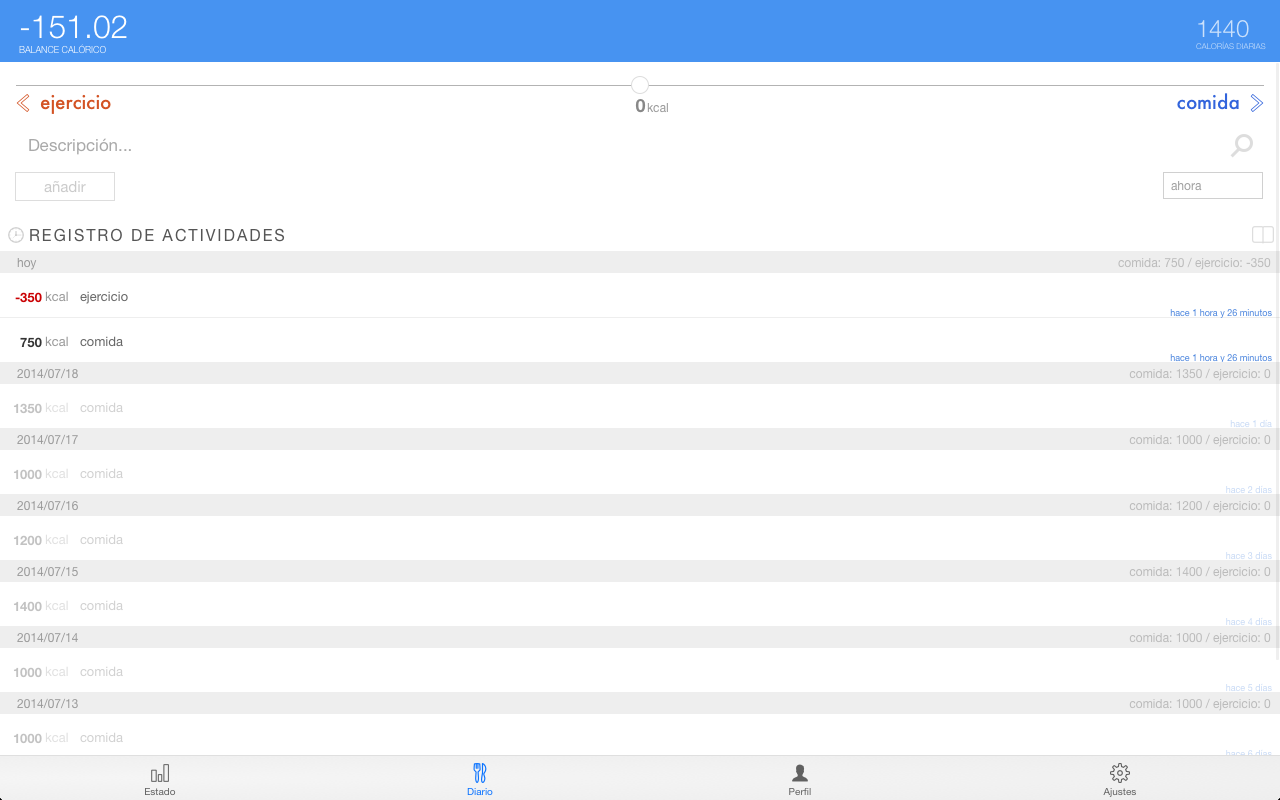 -151.02
BALANCE CALÓRICO
1440
CALORÍAS DIARIAS
ejercicio
0 kcal
comida
Descripción...
añadir
ahora
REGISTRO DE ACTIVIDADES
hoy comida: 750 / ejercicio: -350
-350 kcal ejercicio
hace 1 hora y 26 minutos
750 kcal comida
hace 1 hora y 26 minutos
2014/07/18 comida: 1350 / ejercicio: 0
1350 kcal comida
hace 1 día
2014/07/17 comida: 1000 / ejercicio: 0
1000 kcal comida
hace 2 días
2014/07/16 comida: 1200 / ejercicio: 0
1200 kcal comida
hace 3 días
2014/07/15 comida: 1400 / ejercicio: 0
1400 kcal comida
hace 4 días
2014/07/14 comida: 1000 / ejercicio: 0
1000 kcal comida
hace 5 días
2014/07/13 comida: 1000 / ejercicio: 0
1000 kcal comida
hace 6 días
Estado
Diario
Perfil
Ajustes